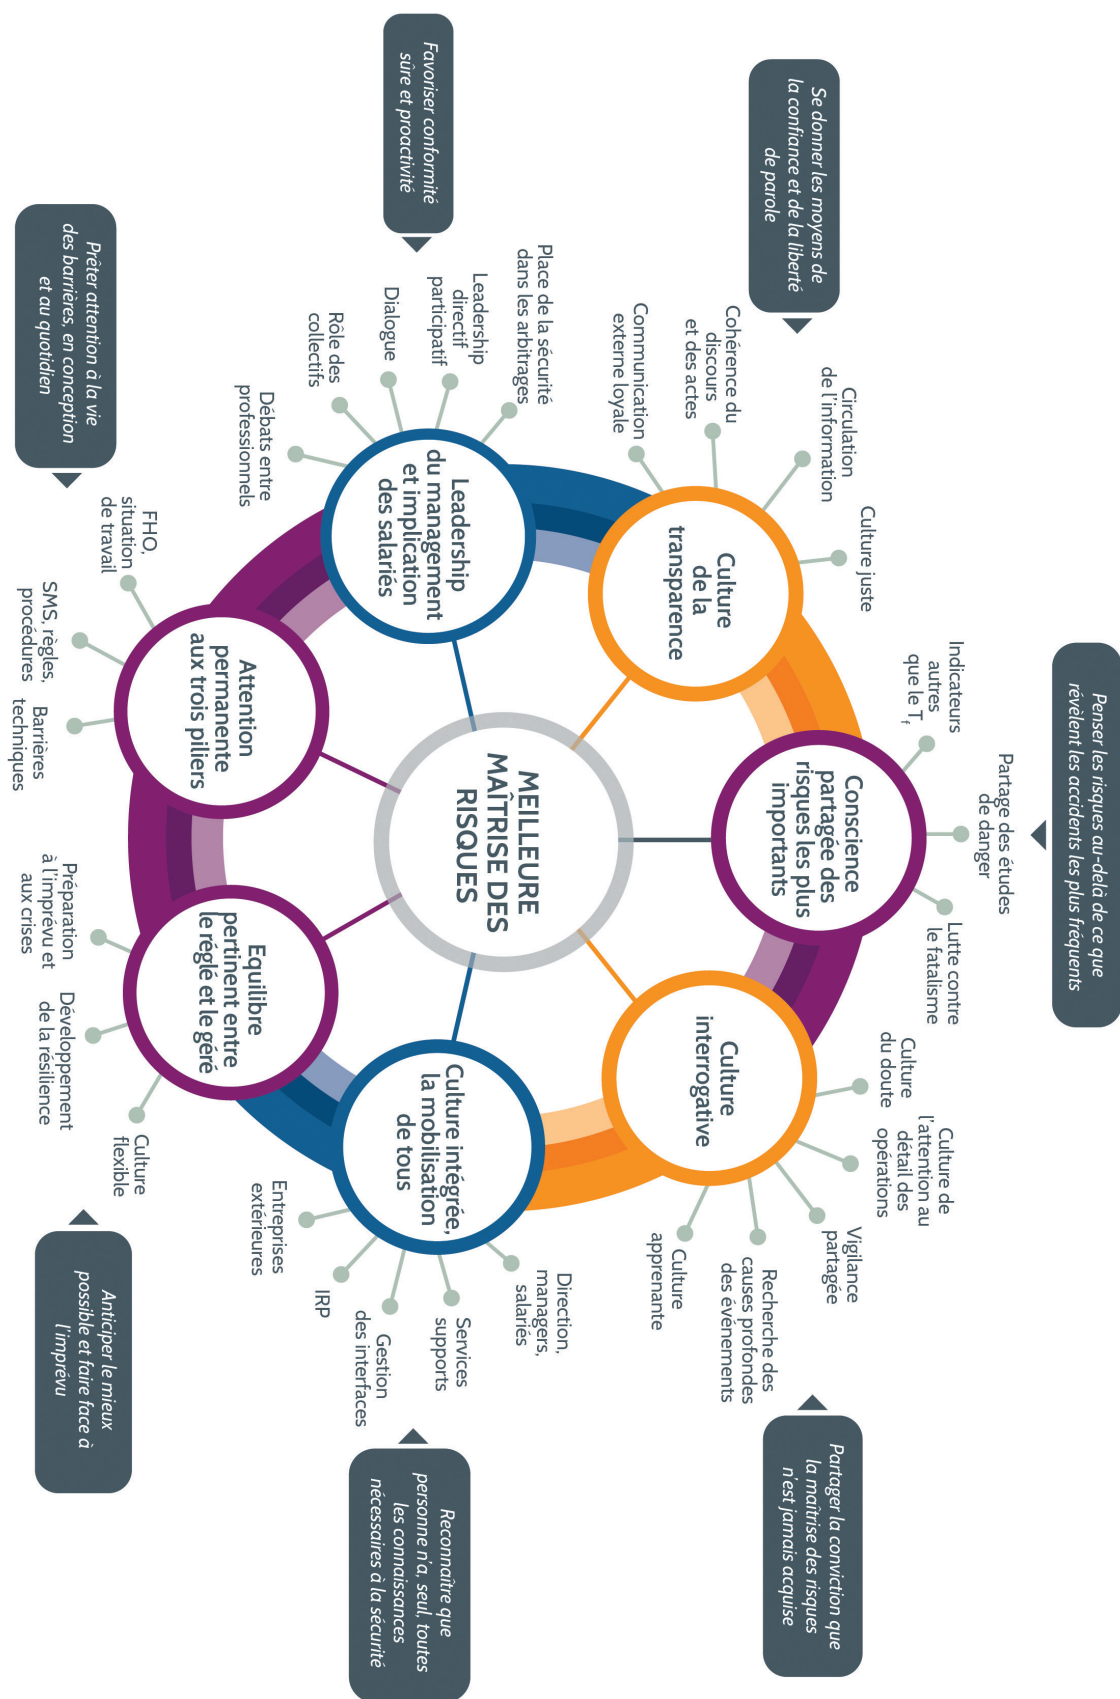 Penser les risques au-delà de ce que
révèlent les accidents les plus fréquents
Indicateurs
autres
que le Tf
Partage des études
de danger
Lutte contre
le fatalisme
Conscience
partagée des
risques les plus
importants
Partager la conviction que
la maîtrise des risques
n'est jamais acquise
Culture
du doute
Culture de
l'attention au
détail des
opérations
Vigilance
partagée
Recherche des
causes profondes
des événements
Culture
apprenante
Culture
interrogative
Reconnaître que
personne n'a, seul, toutes
les connaissances
nécessaires à la sécurité
Direction,
managers,
salariés
Services
supports
Gestion
des interfaces
IRP
Entreprises
extérieures
Culture intégrée,
la mobilisation
de tous
Anticiper le mieux
possible et faire face à
l'imprévu
Culture
flexible
Développement
de la résilience
Préparation
à l'imprévu et
aux crises
Equilibre
pertinent entre
le réglé et le géré
Prêter attention à la vie
des barrières, en conception
et au quotidien
Barrières
techniques
SMS, règles,
procédures
FHO,
situation
de travail
Attention
permanente
aux trois piliers
Favoriser conformité
sûre et proactivité
Débats entre
professionnels
Rôle des
collectifs
Dialogue
Leadership
directif
participatif
Place de la sécurité
dans les arbitrages
Leadership
du management
et implication
des salariés
Se donner les moyens de
la confiance et de la liberté
de parole
Communication
externe loyale
Cohérence du
discours
et des actes
Circulation
de l'information
Culture juste
Culture
de la
transparence
MEILLEURE
MAÎTRISE DES
RISQUES